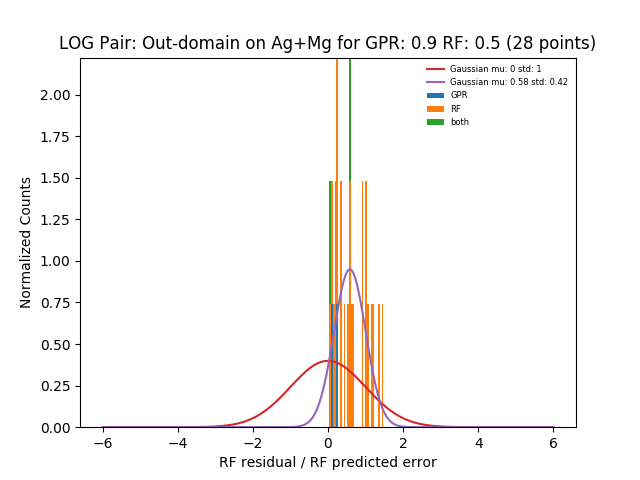 LOG Pair: Out-domain on Ag+Mg for GPR: 0.9 RF: 0.5 (28 points)
Gaussian mu: 0 std: 1
Gaussian mu: 0.58 std: 0.42
GPR
RF
both
Normalized Counts
2.00
1.75
1.50
1.25
1.00
0.75
0.50
0.25
0.00
−6 −4 −2 0 2 4 6
RF residual / RF predicted error